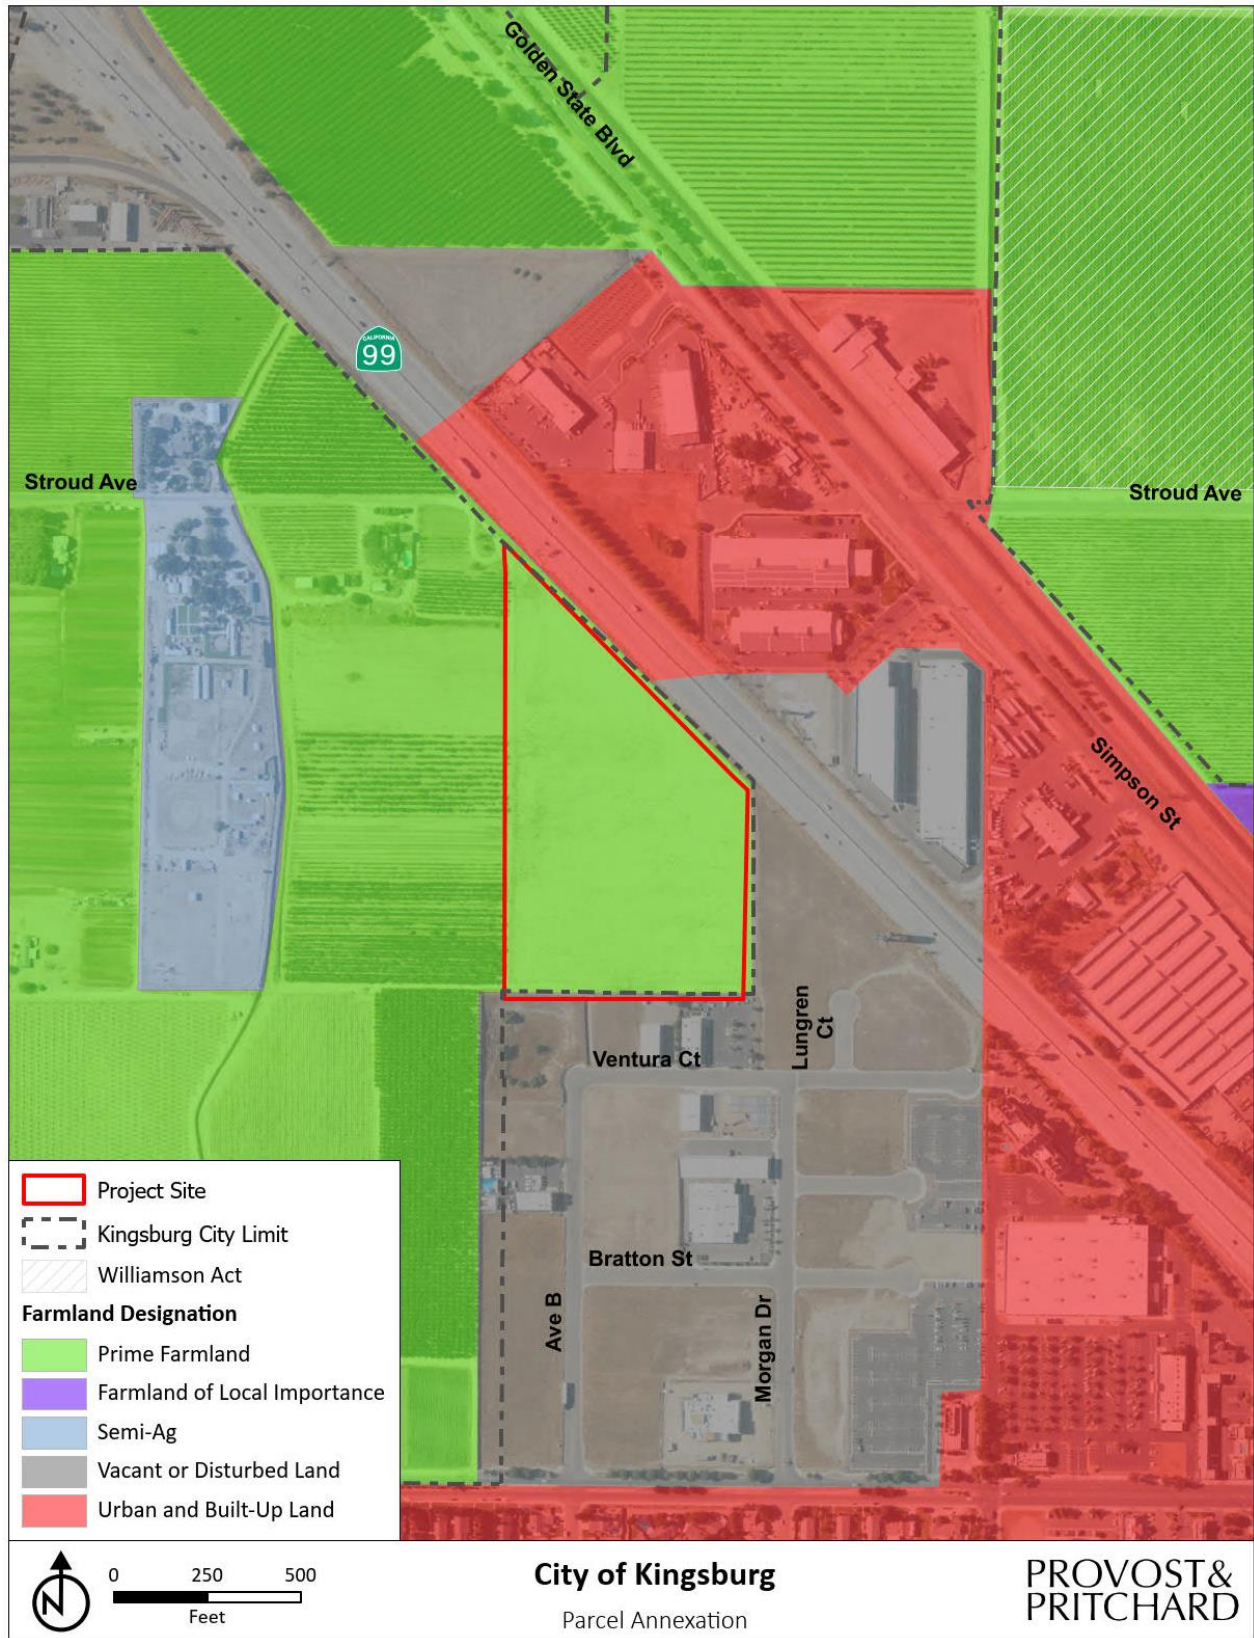 Golden State Blvd
CALIFORNIA
99
Stroud Ave
Stroud Ave
Simpson St
Lungren
Ct
Ventura Ct
Bratton St
Ave B
Morgan Dr
Project Site
Kingsburg City Limit
Williamson Act
Farmland Designation
Prime Farmland
Farmland of Local Importance
Semi-Ag
Vacant or Disturbed Land
Urban and Built-Up Land
N
0 250 500
Feet
City of Kingsburg
Parcel Annexation
PROVOST&
PRITCHARD